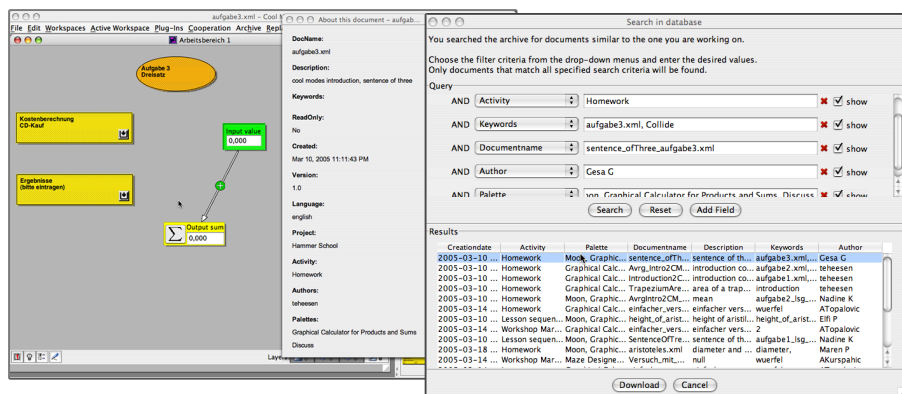 aufgabe3.xml - Cool
File Edit Workspaces Active Workspace Plug-Ins Cooperation Archive
Arbeitsbereich 1
Aufgabe 3
Dreisatz
Kostenberechnung
CD-Kauf
Input value
0,000
Ergebnisse
(bitte eintragen)
Output sum
0,000
About this document - aufgab...
DocName:
aufgabe3.xml
Description:
cool modes introduction, sentence of three
Keywords:
ReadOnly:
No
Created:
Mar 10, 2005 11:11:43 PM
Version:
1.0
Language:
english
Project:
Hammer School
Activity:
Homework
Authors:
teheesen
Palettes:
Graphical Calculator for Products and Sums
Discuss
Search in database
You searched the archive for documents similar to the one you are working on.
Choose the filter criteria from the drop-down menus and enter the desired values.
Only documents that match all specified search criteria will be found.
Query
AND Activity Homework show
AND Keywords aufgabe3.xml, Collide show
AND Documentname sentence_ofThree_aufgabe3.xml show
AND Author Gesa G show
AND Palette Graphical Calculator for Products and Sums, Discuss show
Search Reset Add Field
Results
Creationdate Activity Palette Documentname Description Keywords Author
2005-03-10 ... Homework Moon, Graphic... sentence_ofTh... sentence of th... aufgabe3.xml,... Gesa G
2005-03-10 ... Homework Graphical Calc... Avrg_Intro2CM... introduction co... aufgabe2.xml,... teheesen
2005-03-10 ... Homework Graphical Calc... Introduction2C... introduction co... aufgabe1.xml,... teheesen
2005-03-10 ... Homework Graphical Calc... TrapeziumAre... area of a trap... introduction teheesen
2005-03-10 ... Homework Moon, Graphic... AvrgIntro2CM_... mean aufgabe2_lsg_... Nadine K
2005-03-14 ... Homework Graphical Calc... einfacher_vers... einfacher vers... wuerfel ATopalovic
2005-03-10 ... Lesson sequen... Moon, Graphic... height_of_arist... height of aristil... height_of_arist... Elfi P
2005-03-14 ... Workshop Mar... Graphical Calc... einfacher_vers... einfacher vers... 2 ATopalovic
2005-03-10 ... Lesson sequen... Moon, Graphic... SentenceOfTre... sentence of th... aufgabe1_lsg_... Nadine K
2005-03-18 ... Homework Moon, Graphic... aristoteles.xml diameter and ... diameter, Maren P
2005-03-14 ... Workshop Mar... Maze Designe... Versuch_mit_... null wuerfel AKurspahic
Download Cancel